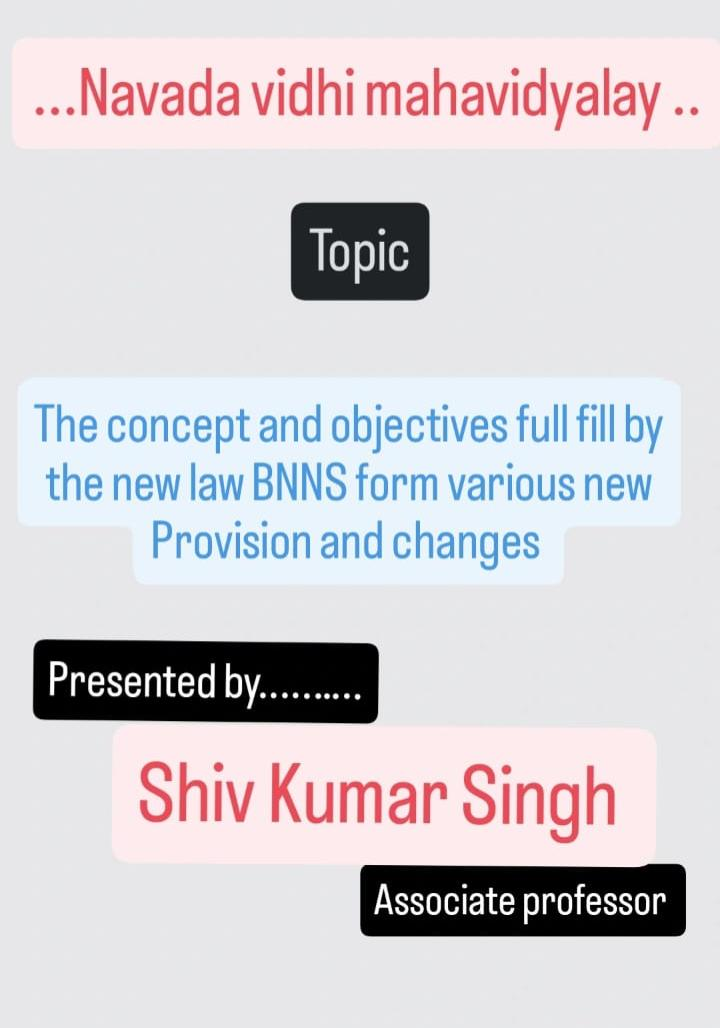 ...Navada vidhi mahavidyalay ..
Topic
The concept and objectives full fill by
the new law BNNS form various new
Provision and changes
Presented by..........
Shiv Kumar Singh
Associate professor